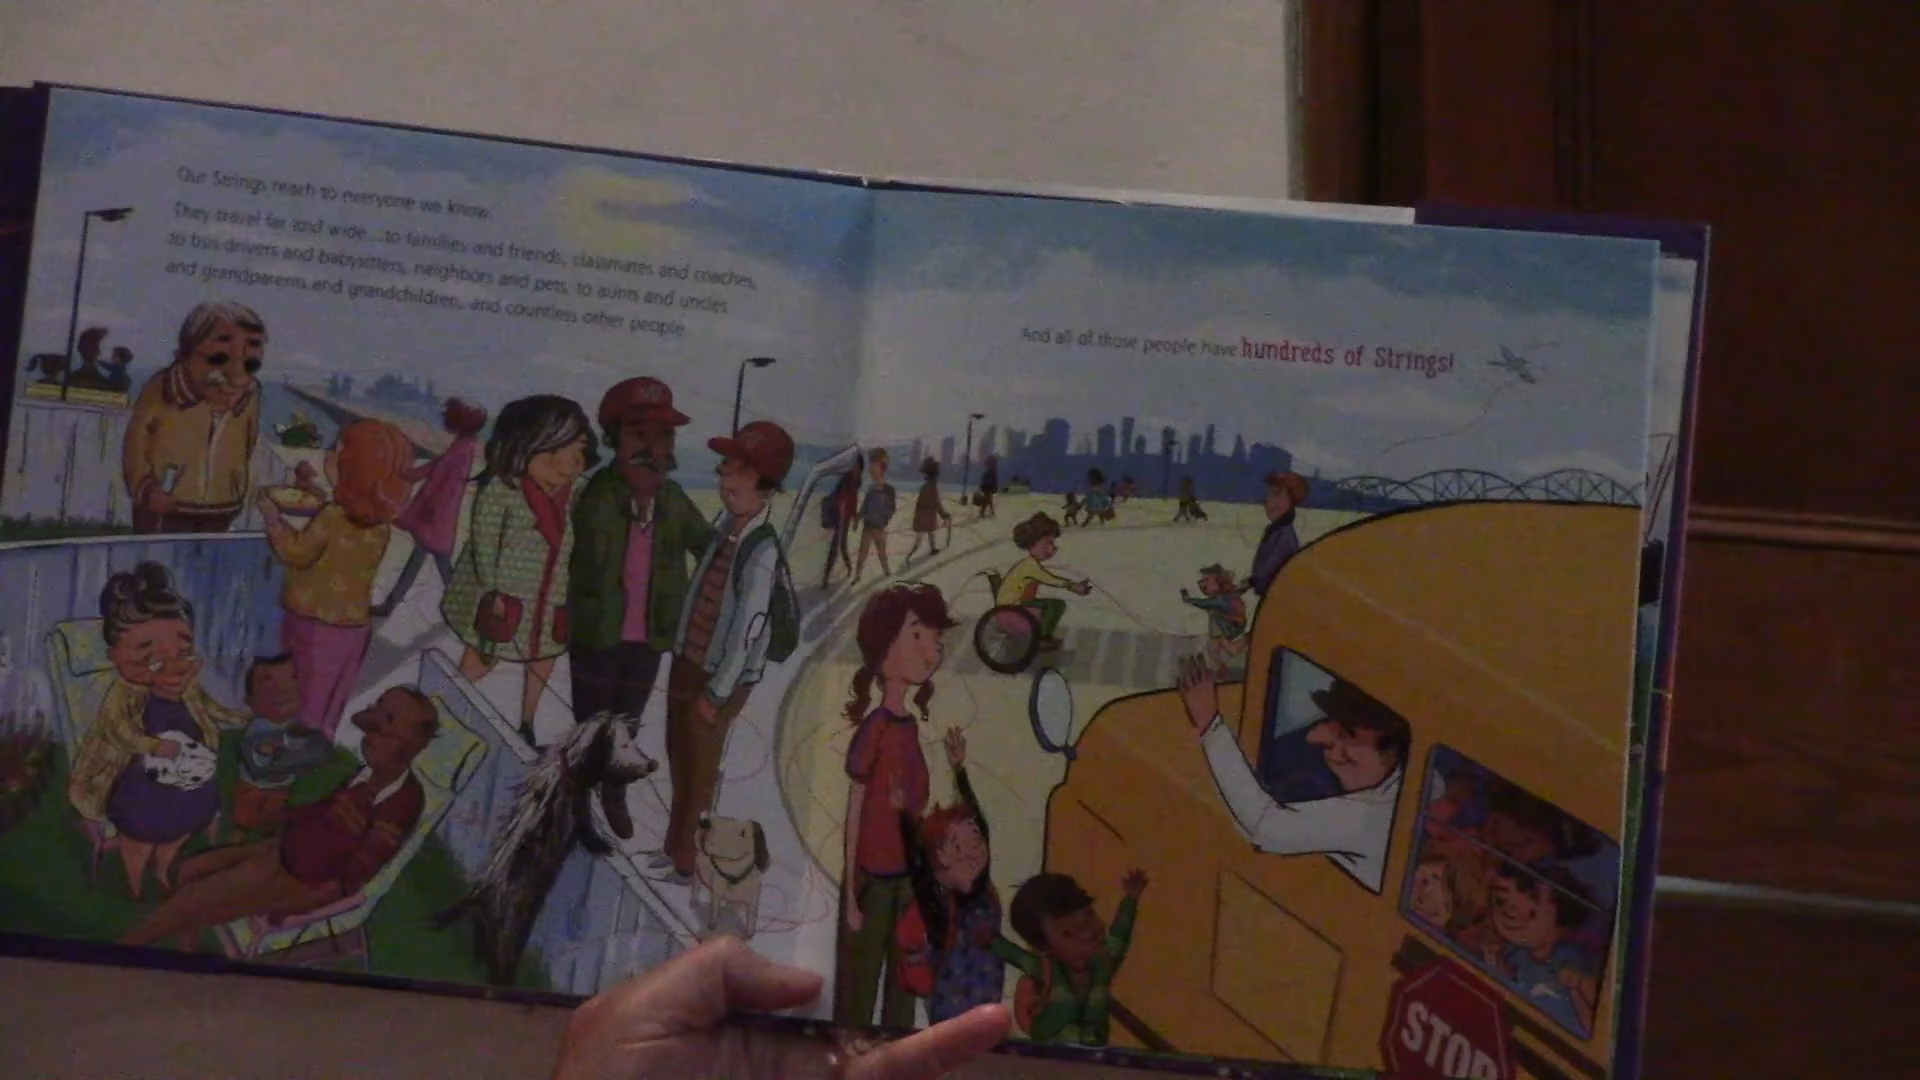 Our Strings reach to everyone we know.
They travel far and wide...to families and friends, classmates and coaches,
to bus drivers and babysitters, neighbors and pets, to aunts and uncles
and grandparents and grandchildren, and countless other people.
And all of those people have hundreds of Strings!
STOP